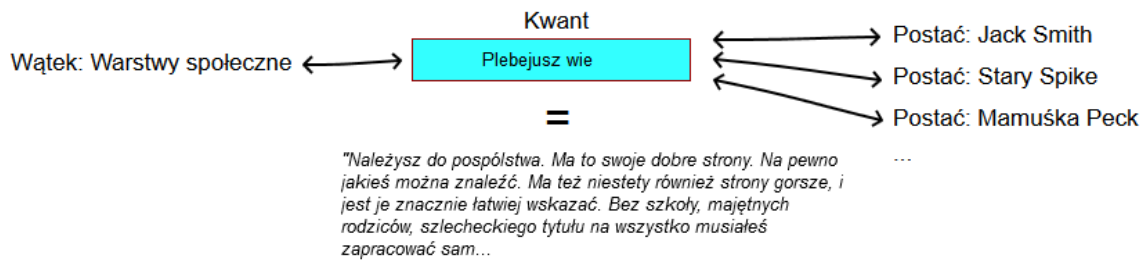 Kwant
Wątek: Warstwy społeczne
Plebejusz wie
Postać: Jack Smith
Postać: Stary Spike
Postać: Mamuśka Peck
...
=
"Należysz do pospólstwa. Ma to swoje dobre strony. Na pewno
jakieś można znaleźć. Ma też niestety również strony gorsze, i
jest je znacznie łatwiej wskazać. Bez szkoły, majętnych
rodziców, szlecheckiego tytułu na wszystko musiałeś
zapracować sam...